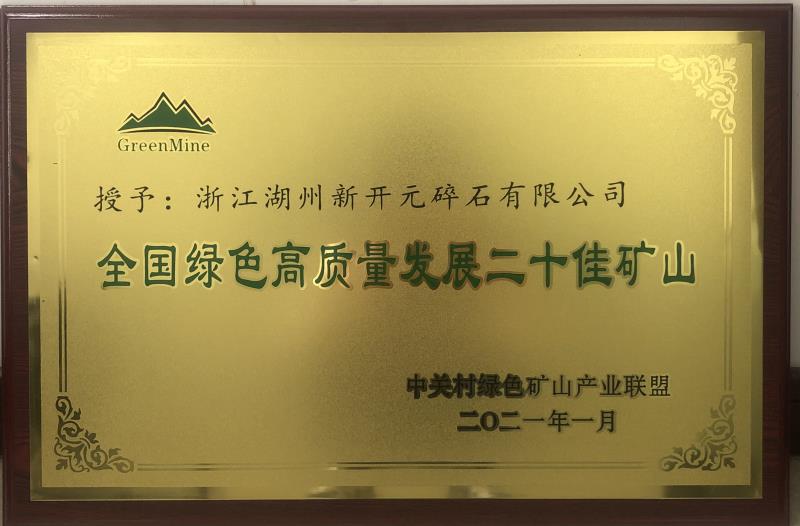 GreenMine
授予：浙江湖州新开元碎石有限公司
全国绿色高质量发展二十佳矿山
中关村绿色矿山产业联盟
二〇二一年一月